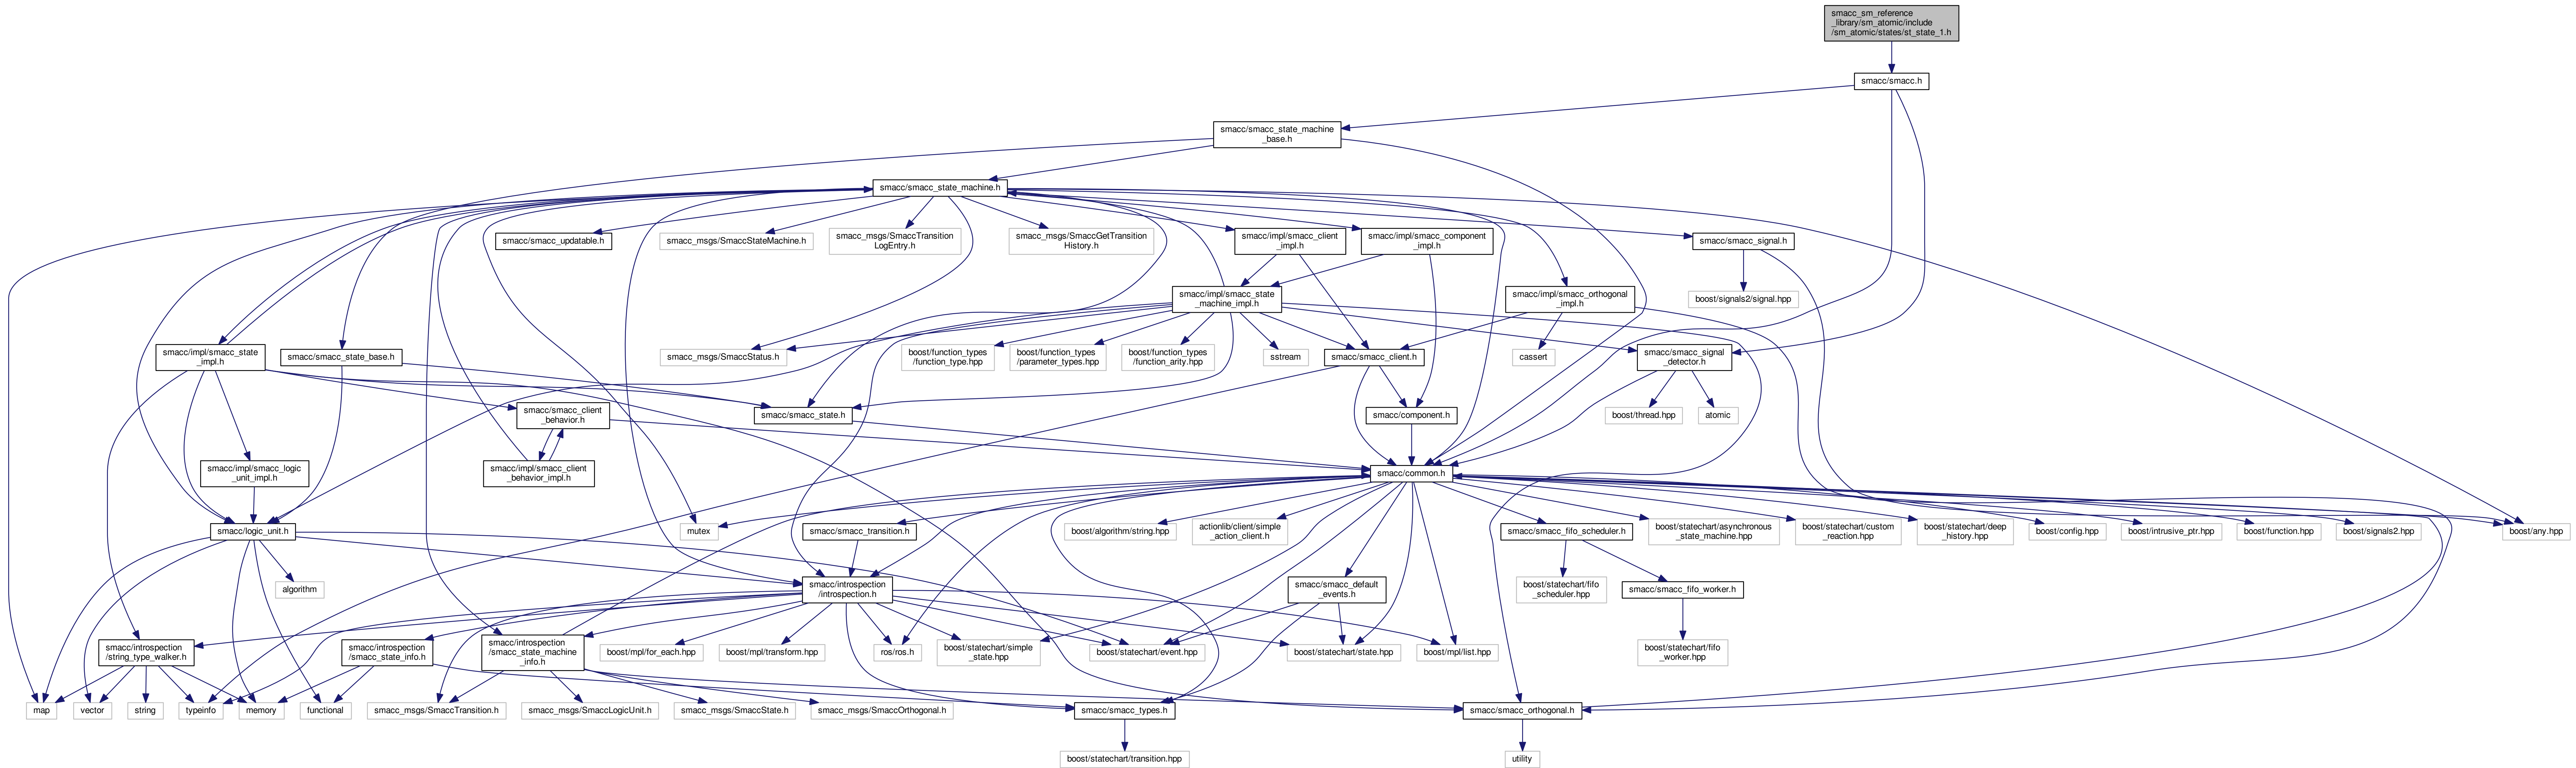 smacc_sm_reference
_library/sm_atomic/include
/sm_atomic/states/st_state_1.h
smacc/smacc.h
smacc/smacc_state_machine
_base.h
smacc/smacc_state_machine.h
smacc/smacc_updatable.h
smacc_msgs/SmaccStateMachine.h
smacc_msgs/SmaccTransition
LogEntry.h
smacc_msgs/SmaccGetTransition
History.h
smacc/impl/smacc_client
_impl.h
smacc/impl/smacc_component
_impl.h
smacc/smacc_signal.h
smacc/impl/smacc_state
_machine_impl.h
smacc/impl/smacc_orthogonal
_impl.h
boost/signals2/signal.hpp
smacc/impl/smacc_state
_impl.h
smacc/smacc_state_base.h
smacc_msgs/SmaccStatus.h
boost/function_types
/function_type.hpp
boost/function_types
/parameter_types.hpp
boost/function_types
/function_arity.hpp
sstream
smacc/smacc_client.h
cassert
smacc/smacc_signal
_detector.h
smacc/smacc_client
_behavior.h
smacc/smacc_state.h
smacc/component.h
boost/thread.hpp
atomic
smacc/impl/smacc_logic
_unit_impl.h
smacc/impl/smacc_client
_behavior_impl.h
smacc/common.h
smacc/logic_unit.h
mutex
smacc/smacc_transition.h
boost/algorithm/string.hpp
actionlib/client/simple
_action_client.h
smacc/smacc_fifo_scheduler.h
boost/statechart/asynchronous
_state_machine.hpp
boost/statechart/custom
_reaction.hpp
boost/statechart/deep
_history.hpp
boost/config.hpp
boost/intrusive_ptr.hpp
boost/function.hpp
boost/signals2.hpp
boost/any.hpp
algorithm
smacc/introspection
/introspection.h
smacc/smacc_default
_events.h
boost/statechart/fifo
_scheduler.hpp
smacc/smacc_fifo_worker.h
smacc/introspection
/string_type_walker.h
smacc/introspection
/smacc_state_info.h
smacc/introspection
/smacc_state_machine
_info.h
boost/mpl/for_each.hpp
boost/mpl/transform.hpp
ros/ros.h
boost/statechart/simple
_state.hpp
boost/statechart/event.hpp
boost/statechart/state.hpp
boost/mpl/list.hpp
boost/statechart/fifo
_worker.hpp
map
vector
string
typeinfo
memory
functional
smacc_msgs/SmaccTransition.h
smacc_msgs/SmaccLogicUnit.h
smacc_msgs/SmaccState.h
smacc_msgs/SmaccOrthogonal.h
smacc/smacc_types.h
smacc/smacc_orthogonal.h
boost/statechart/transition.hpp
utility